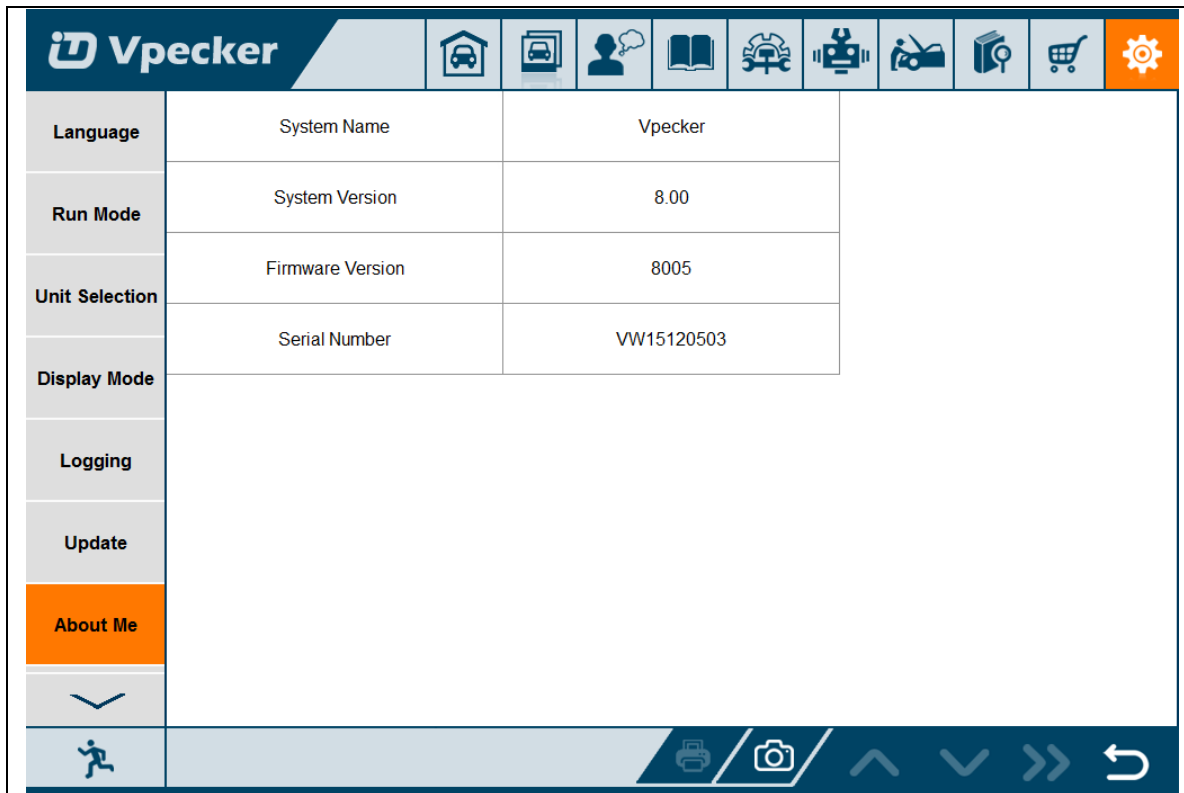 Vpecker
Language
System Name Vpecker
Run Mode
System Version 8.00
Unit Selection
Firmware Version 8005
Serial Number VW15120503
Display Mode
Logging
Update
About Me